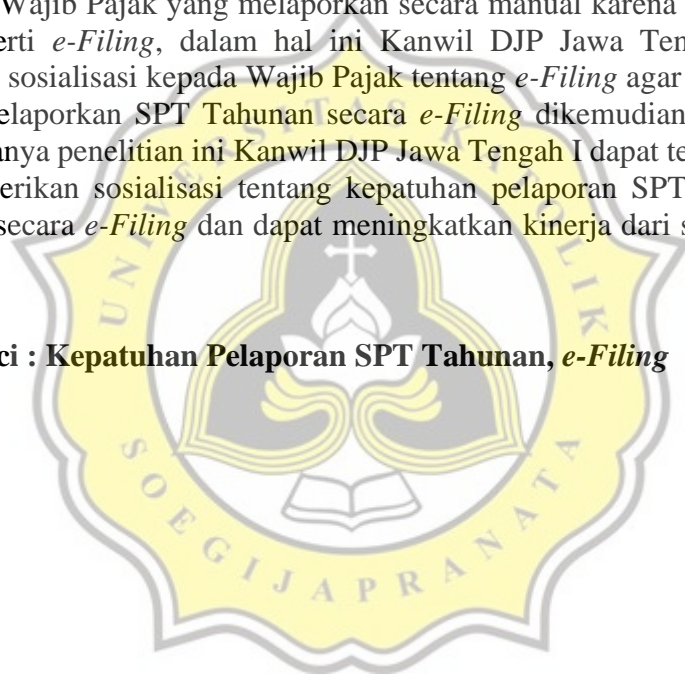 Wajib Pajak yang melaporkan secara manual karena
erti e-Filing, dalam hal ini Kanwil DJP Jawa Ten
sosialisasi kepada Wajib Pajak tentang e-Filing agar
elaporkan SPT Tahunan secara e-Filing dikemudian
anya penelitian ini Kanwil DJP Jawa Tengah I dapat te
erikan sosialisasi tentang kepatuhan pelaporan SPT
secara e-Filing dan dapat meningkatkan kinerja dari s
ci : Kepatuhan Pelaporan SPT Tahunan, e-Filing
UNIVERSITAS KATOLIK
SOEGIJAPRANATA